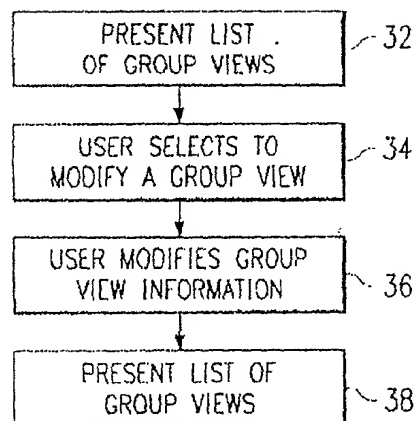 PRESENT LIST
OF GROUP VIEWS
32
USER SELECTS TO
MODIFY A GROUP VIEW
34
USER MODIFIES GROUP
VIEW INFORMATION
36
PRESENT LIST OF
GROUP VIEWS
38